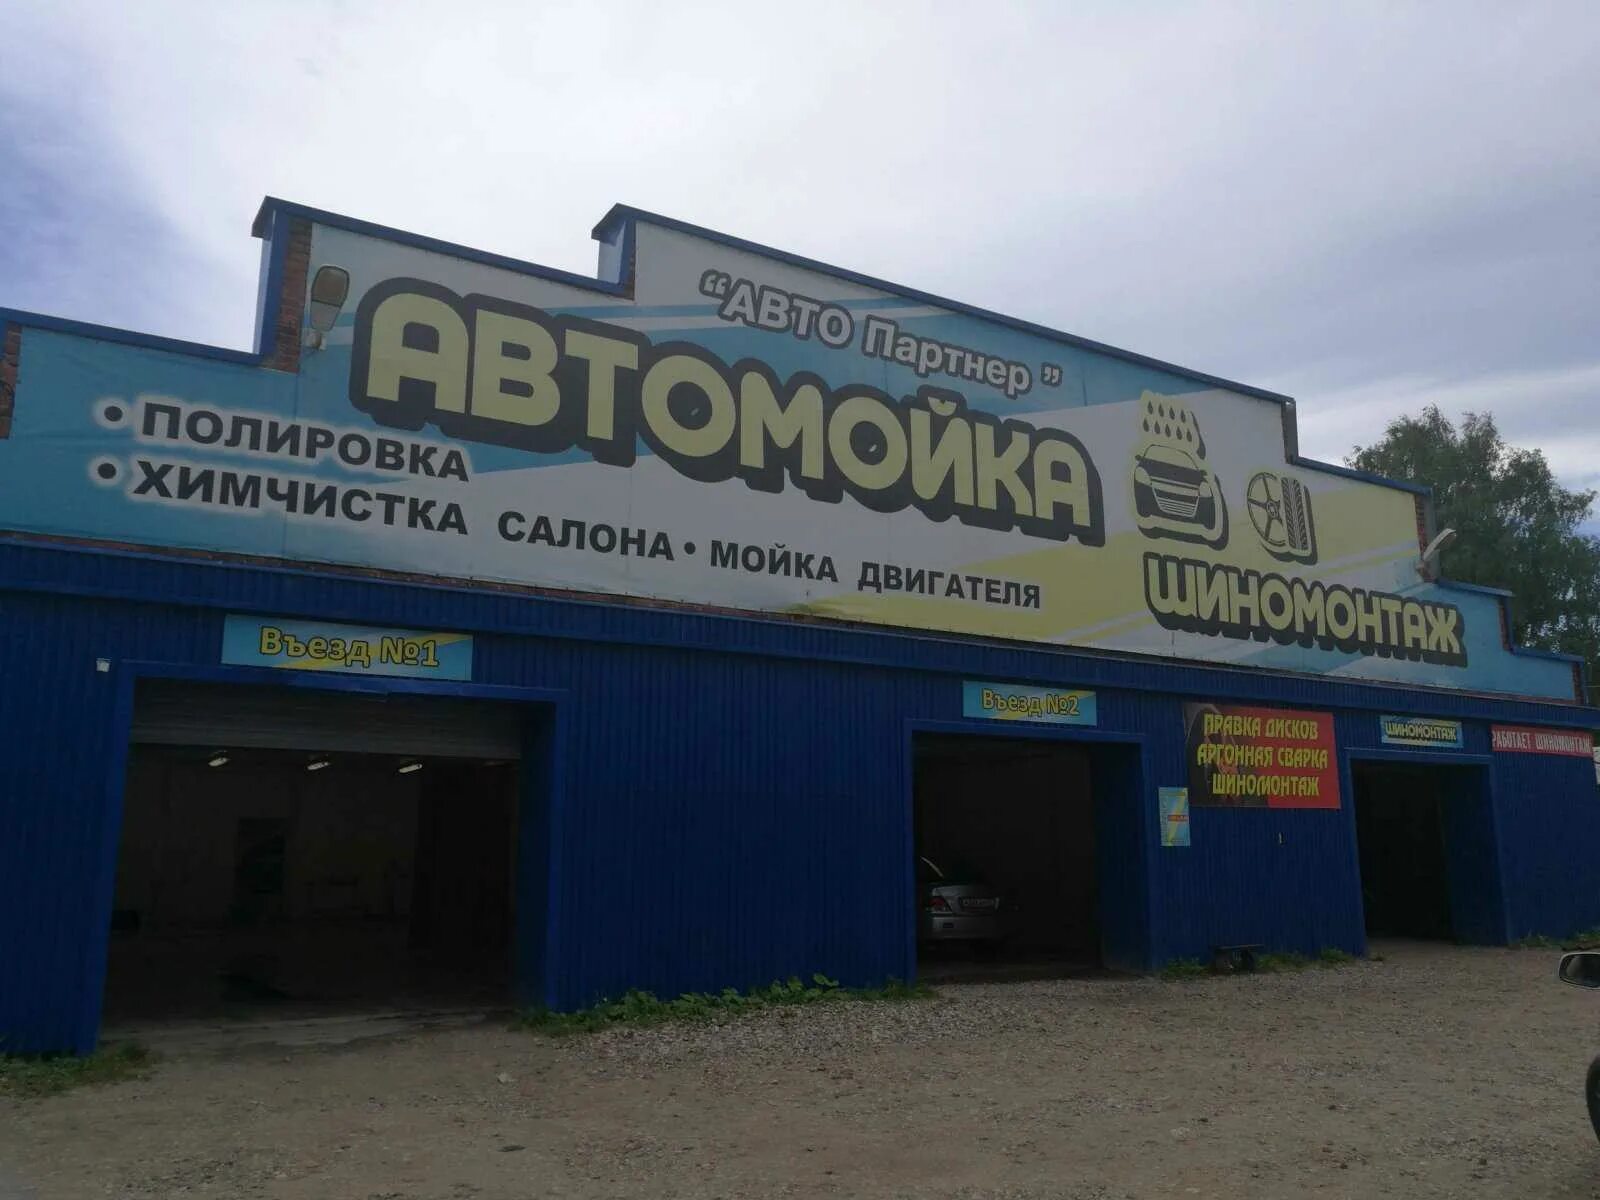 “АВТО Партнер”
АВТОМОЙКА
• ПОЛИРОВКА
• ХИМЧИСТКА САЛОНА • МОЙКА ДВИГАТЕЛЯ
ШИНОМОНТАЖ
Въезд №1
Въезд №2
ПРАВКА ДИСКОВ
АРГОННАЯ СВАРКА
ШИНОМОНТАЖ
ШИНОМОНТАЖ
РАБОТАЕТ ШИНОМОНТАЖ